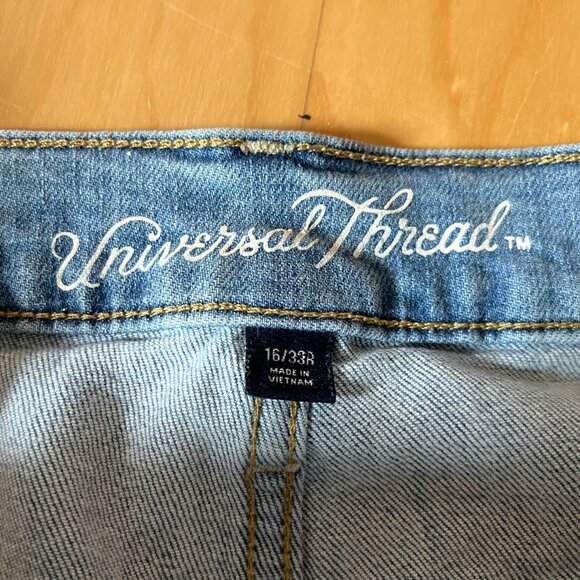 Universal Thread™
16/33R
MADE IN
VIETNAM